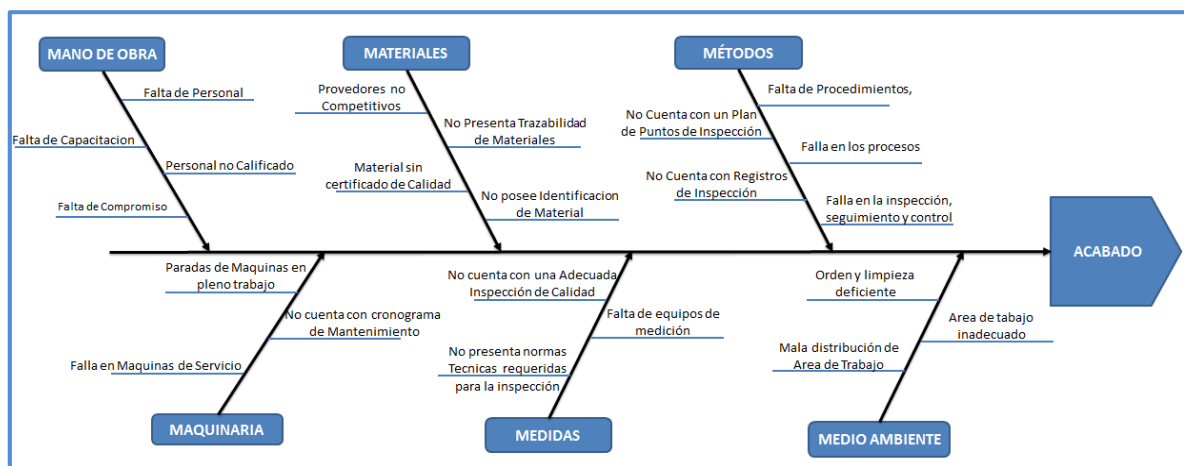 MANO DE OBRA
Falta de Personal
Falta de Capacitacion
Personal no Calificado
Falta de Compromiso
MATERIALES
Provedores no
Competitivos
No Presenta Trazabilidad
de Materiales
Material sin
certificado de Calidad
No posee Identificacion
de Material
MÉTODOS
Falta de Procedimientos,
No Cuenta con un Plan
de Puntos de Inspección
Falla en los procesos
No Cuenta con Registros
de Inspección
Falla en la inspección,
seguimiento y control
ACABADO
Paradas de Maquinas en
pleno trabajo
No cuenta con cronograma
de Mantenimiento
Falla en Maquinas de Servicio
MAQUINARIA
No cuenta con una Adecuada
Inspección de Calidad
Falta de equipos de
medición
No presenta normas
Tecnicas requeridas
para la inspección
MEDIDAS
Orden y limpieza
deficiente
Area de tabajo
inadecuado
Mala distribución de
Area de Trabajo
MEDIO AMBIENTE